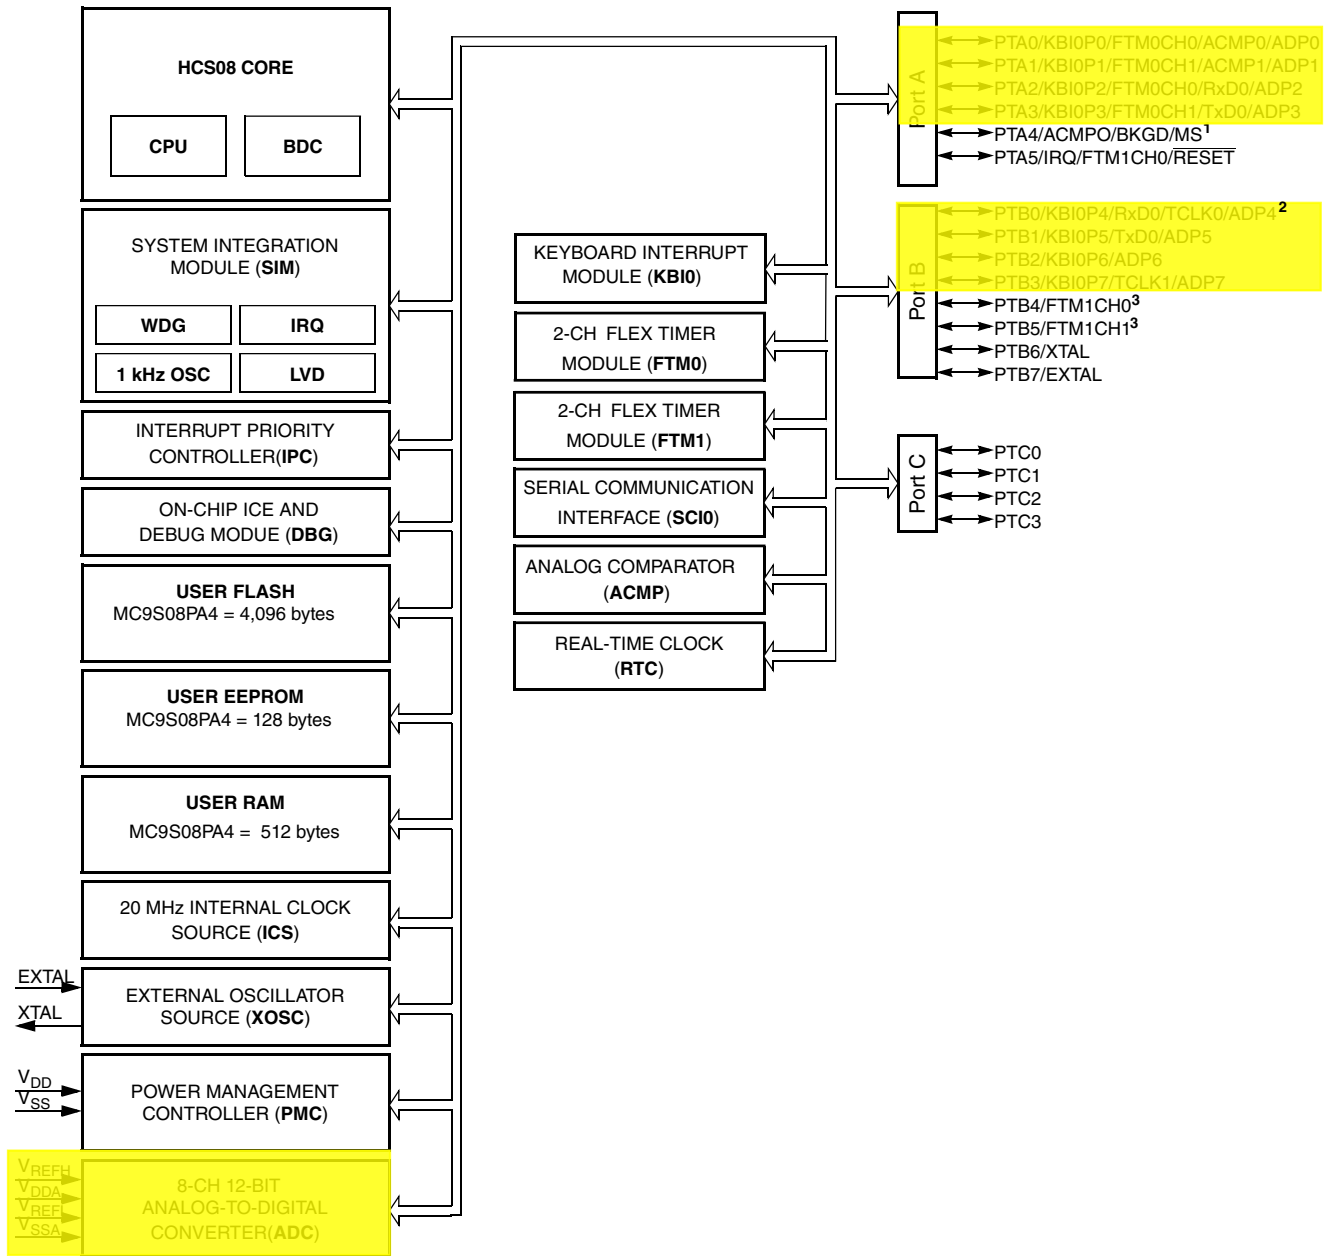 HCS08 CORE
CPU
BDC
SYSTEM INTEGRATION
MODULE (SIM)
WDG
IRQ
1 kHz OSC
LVD
INTERRUPT PRIORITY
CONTROLLER(IPC)
ON-CHIP ICE AND
DEBUG MODUE (DBG)
USER FLASH
MC9S08PA4 = 4,096 bytes
USER EEPROM
MC9S08PA4 = 128 bytes
USER RAM
MC9S08PA4 = 512 bytes
20 MHz INTERNAL CLOCK
SOURCE (ICS)
EXTAL
XTAL
EXTERNAL OSCILLATOR
SOURCE (XOSC)
VDD
VSS
POWER MANAGEMENT
CONTROLLER (PMC)
VREFH
VDDA
VREFL
VSSA
8-CH 12-BIT
ANALOG-TO-DIGITAL
CONVERTER(ADC)
KEYBOARD INTERRUPT
MODULE (KBI0)
2-CH FLEX TIMER
MODULE (FTM0)
2-CH FLEX TIMER
MODULE (FTM1)
SERIAL COMMUNICATION
INTERFACE (SCI0)
ANALOG COMPARATOR
(ACMP)
REAL-TIME CLOCK
(RTC)
Port A
PTA0/KBI0P0/FTM0CH0/ACMP0/ADP0
PTA1/KBI0P1/FTM0CH1/ACMP1/ADP1
PTA2/KBI0P2/FTM0CH0/RxD0/ADP2
PTA3/KBI0P3/FTM0CH1/TxD0/ADP3
PTA4/ACMPO/BKGD/MS1
PTA5/IRQ/FTM1CH0/RESET
Port B
PTB0/KBI0P4/RxD0/TCLK0/ADP42
PTB1/KBI0P5/TxD0/ADP5
PTB2/KBI0P6/ADP6
PTB3/KBI0P7/TCLK1/ADP7
PTB4/FTM1CH03
PTB5/FTM1CH13
PTB6/XTAL
PTB7/EXTAL
Port C
PTC0
PTC1
PTC2
PTC3